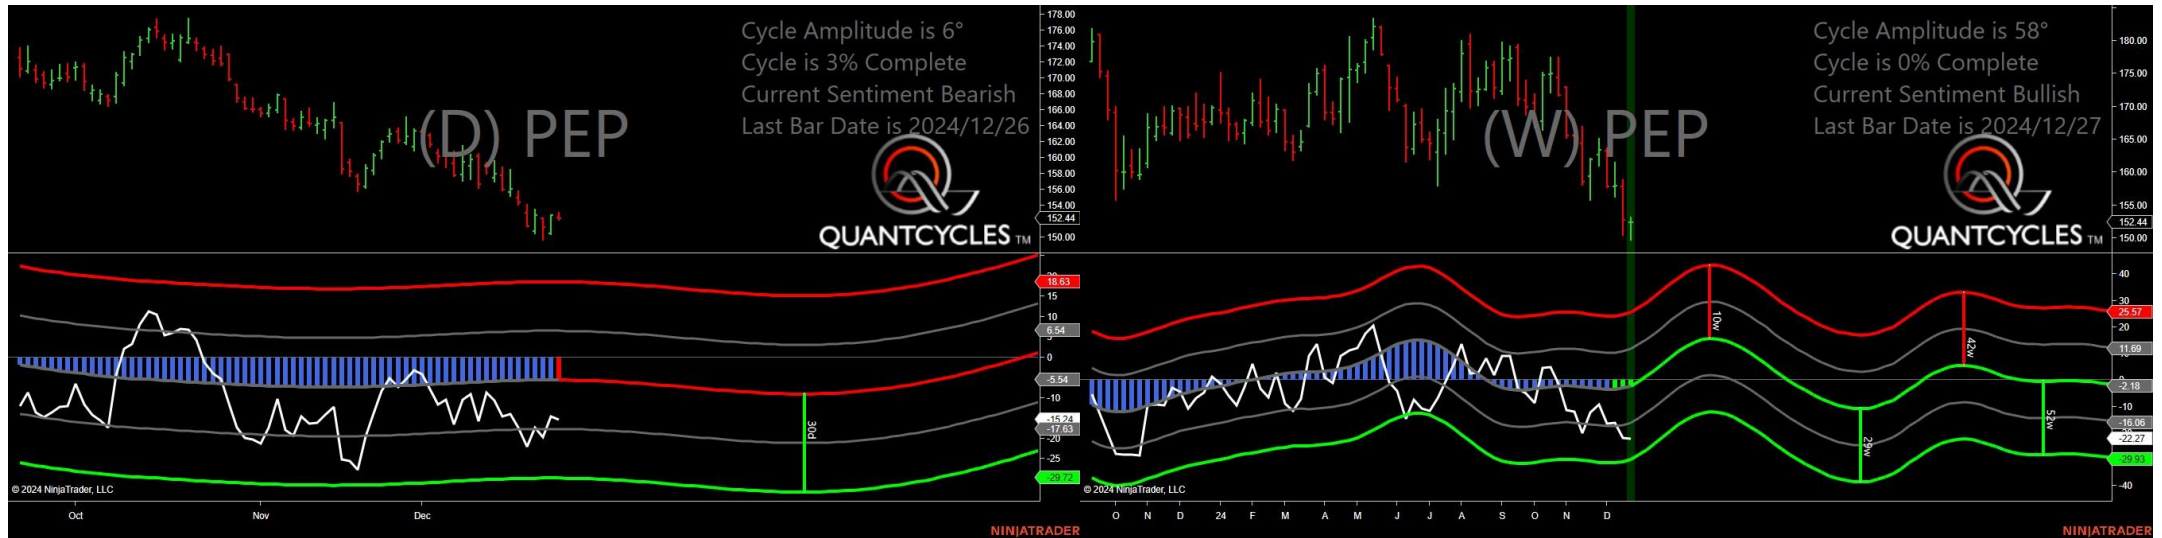 Cycle Amplitude is 6°
Cycle is 3% Complete
Current Sentiment Bearish
Last Bar Date is 2024/12/26
(D) PEP
QUANTCYCLES TM
178.00
176.00
174.00
172.00
170.00
168.00
166.00
164.00
162.00
160.00
158.00
156.00
154.00
152.44
150.00
18.63
15
10
6.54
0
-5.54
-10
-15.24
-17.63
-20
-25
-29.72
30d
© 2024 NinjaTrader, LLC
Oct Nov Dec
NINJATRADER
Cycle Amplitude is 58°
Cycle is 0% Complete
Current Sentiment Bullish
Last Bar Date is 2024/12/27
(W) PEP
QUANTCYCLES TM
180.00
175.00
170.00
165.00
160.00
155.00
152.44
150.00
40
30
25.57
20
11.69
-2.18
-10
-16.06
-22.27
-29.93
-40
10w
29w
42w
52w
© 2024 NinjaTrader, LLC
O N D 24 F M A M J J A S O N D
NINJATRADER